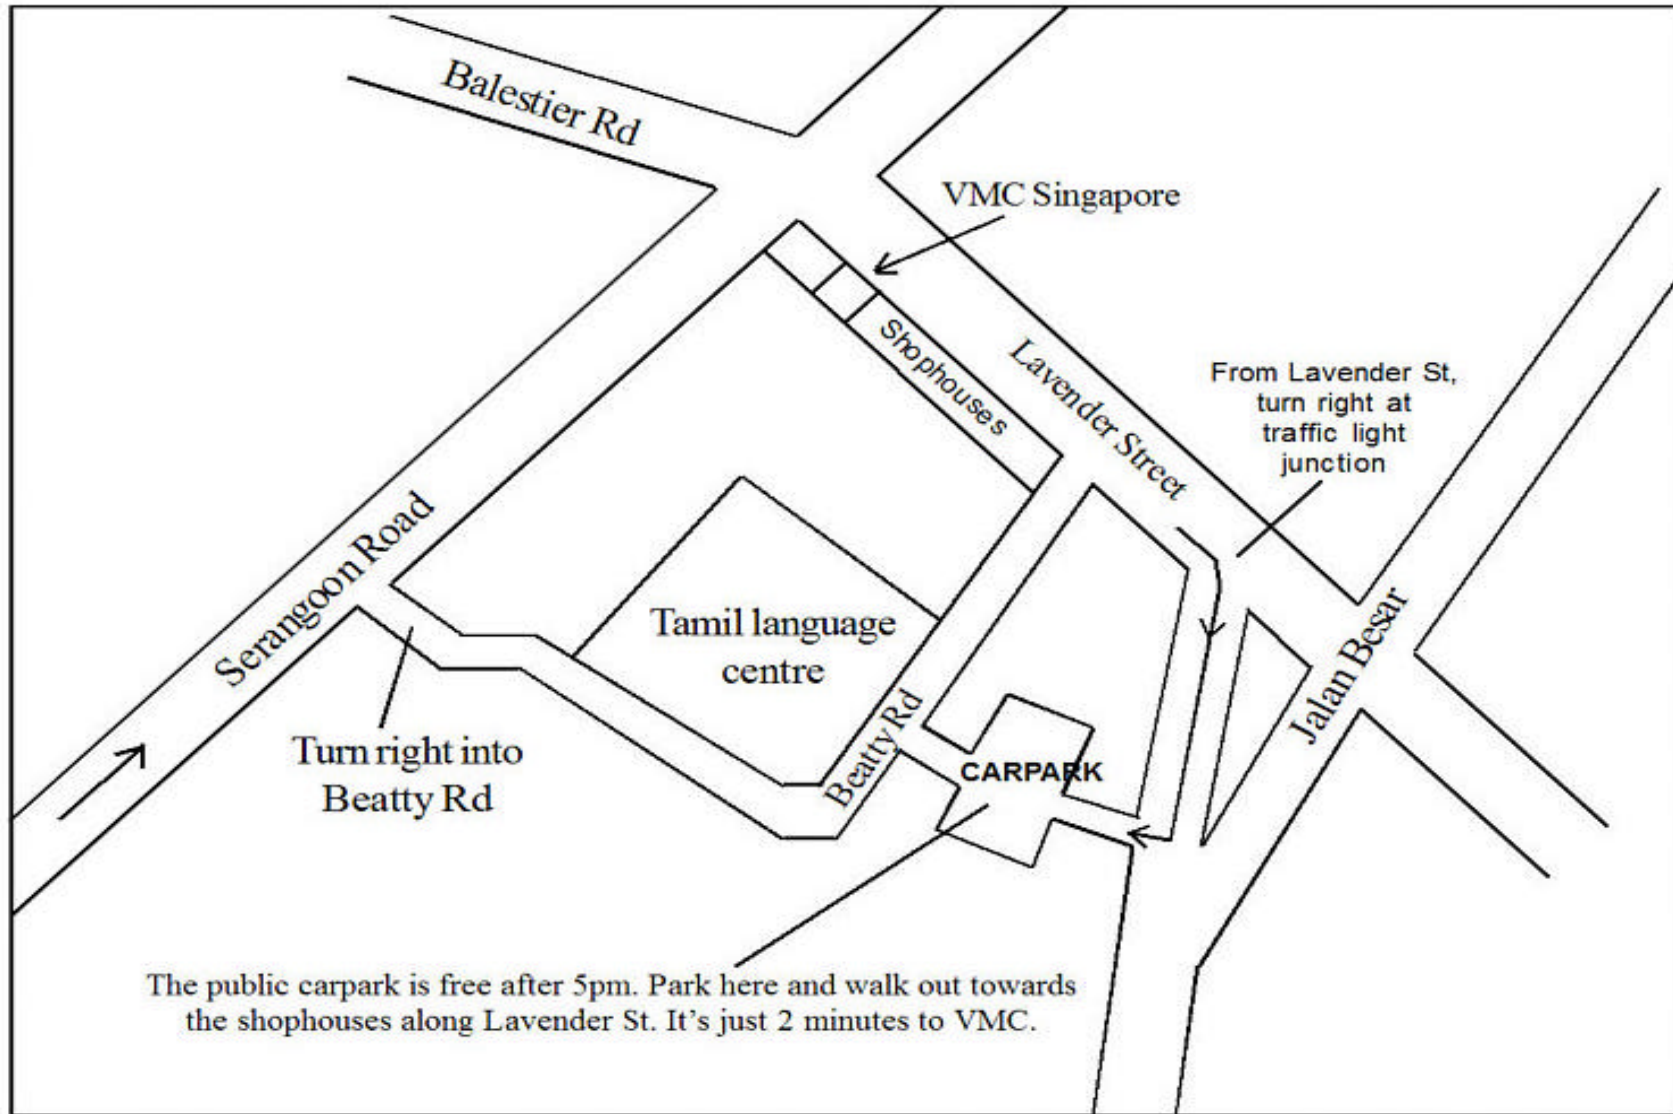 Balestier Rd
VMC Singapore
Shophouses
Lavender Street
From Lavender St,
turn right at
traffic light
junction
Serangoon Road
Tamil language
centre
Jalan Besar
Turn right into
Beatty Rd
Beatty Rd
CARPARK
The public carpark is free after 5pm. Park here and walk out towards
the shophouses along Lavender St. It's just 2 minutes to VMC.